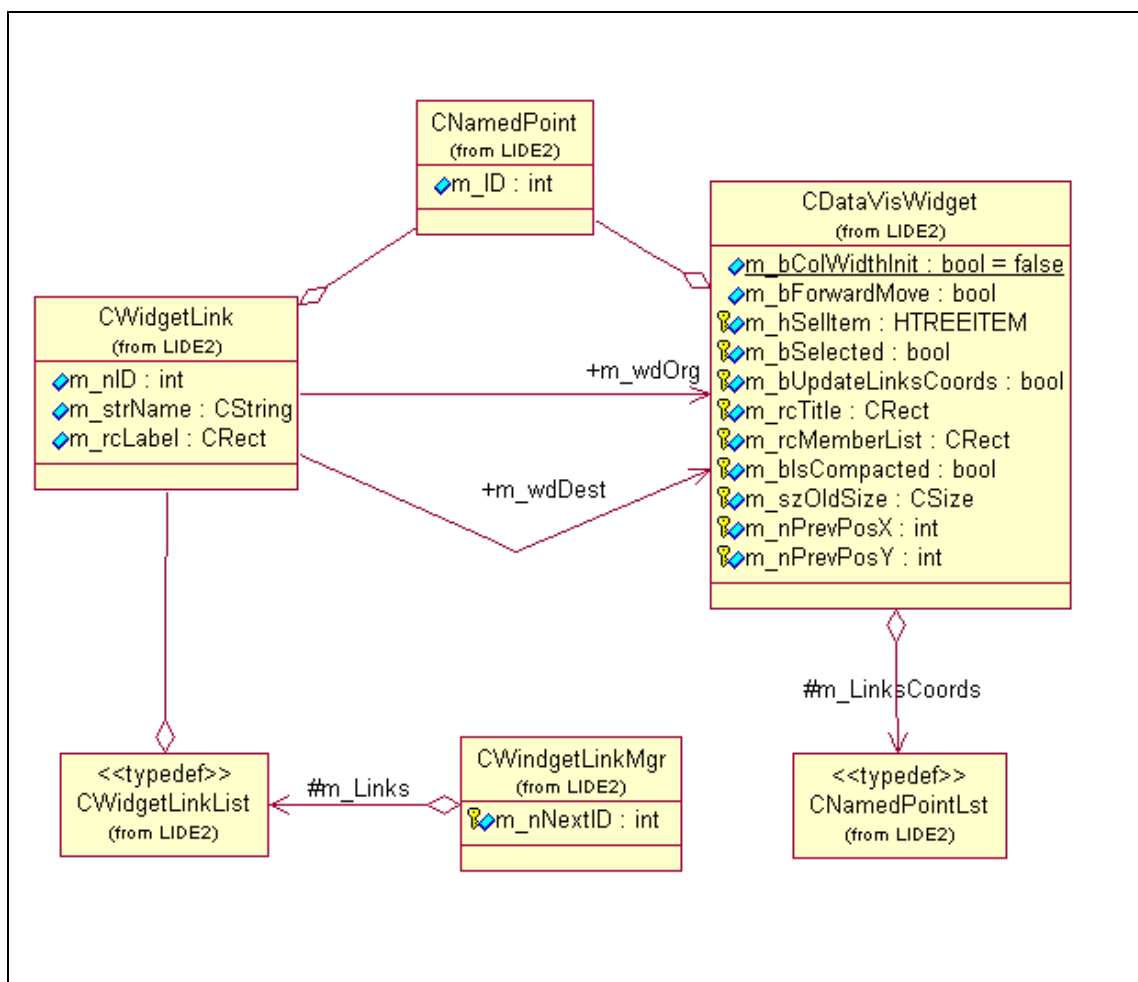 CNamedPoint
(from LIDE2)
m_ID : int
CDataVisWidget
(from LIDE2)
m_bColWidthInit : bool = false
m_bForwardMove : bool
m_hSelItem : HTREEITEM
m_bSelected : bool
m_bUpdateLinksCoords : bool
m_rcTitle : CRect
m_rcMemberList : CRect
m_bIsCompacted : bool
m_szOldSize : CSize
m_nPrevPosX : int
m_nPrevPosY : int
CWidgetLink
(from LIDE2)
m_nID : int
m_strName : CString
m_rcLabel : CRect
+m_wdOrg
+m_wdDest
#m_LinksCoords
<<typedef>>
CWidgetLinkList
(from LIDE2)
#m_Links
CWindgetLinkMgr
(from LIDE2)
m_nNextID : int
<<typedef>>
CNamedPointLst
(from LIDE2)